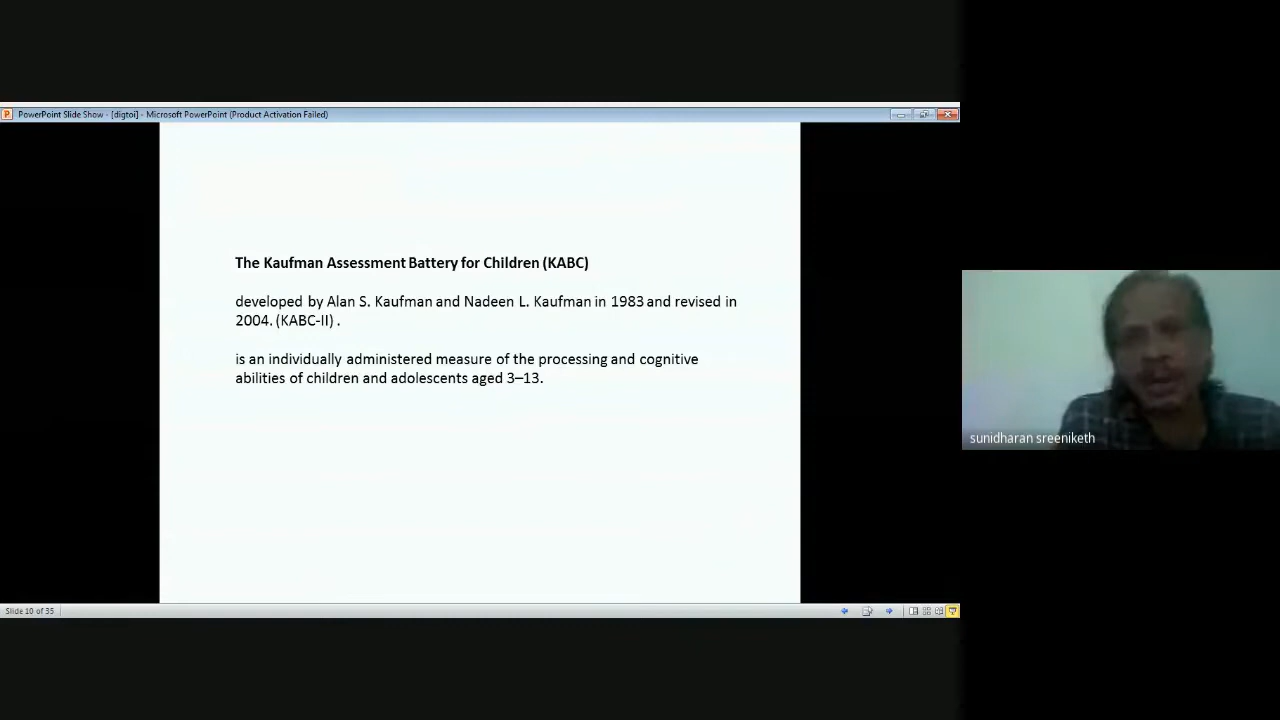 PowerPoint Slide Show - [digtoi] - Microsoft PowerPoint (Product Activation Failed)
The Kaufman Assessment Battery for Children (KABC)
developed by Alan S. Kaufman and Nadeen L. Kaufman in 1983 and revised in
2004. (KABC-II) .
is an individually administered measure of the processing and cognitive
abilities of children and adolescents aged 3–13.
sunidharan sreeniketh
Slide 10 of 35